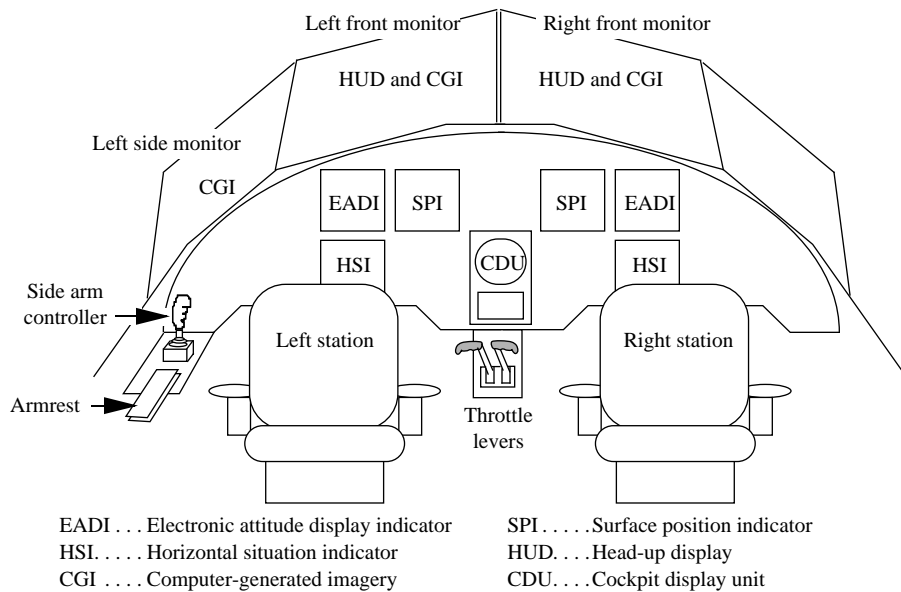 Left front monitor
Right front monitor
HUD and CGI
HUD and CGI
Left side monitor
CGI
EADI
SPI
SPI
EADI
HSI
CDU
HSI
Side arm
controller
Left station
Right station
Armrest
Throttle
levers
EADI . . . Electronic attitude display indicator
HSI. . . . . Horizontal situation indicator
CGI . . . . Computer-generated imagery
SPI . . . . . Surface position indicator
HUD. . . . Head-up display
CDU. . . . Cockpit display unit